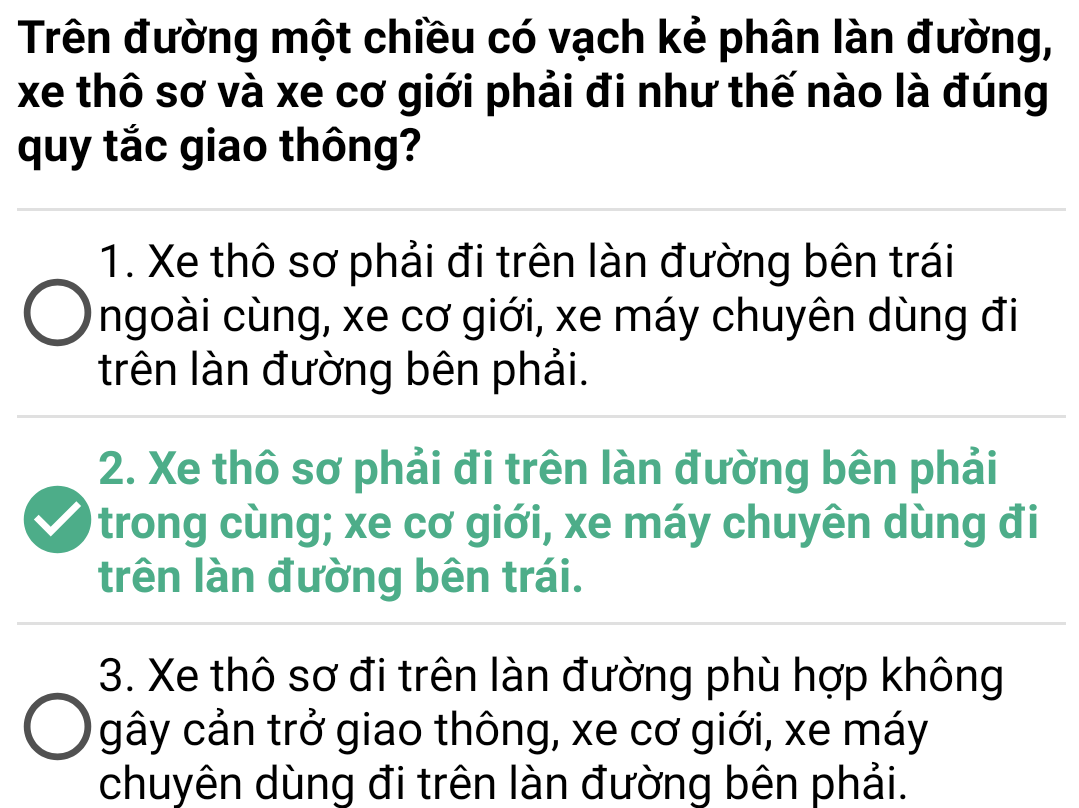 Trên đường một chiều có vạch kẻ phân làn đường,
xe thô sơ và xe cơ giới phải đi như thế nào là đúng
quy tắc giao thông?
1. Xe thô sơ phải đi trên làn đường bên trái
ngoài cùng, xe cơ giới, xe máy chuyên dùng đi
trên làn đường bên phải.
2. Xe thô sơ phải đi trên làn đường bên phải
trong cùng; xe cơ giới, xe máy chuyên dùng đi
trên làn đường bên trái.
3. Xe thô sơ đi trên làn đường phù hợp không
gây cản trở giao thông, xe cơ giới, xe máy
chuyên dùng đi trên làn đường bên phải.